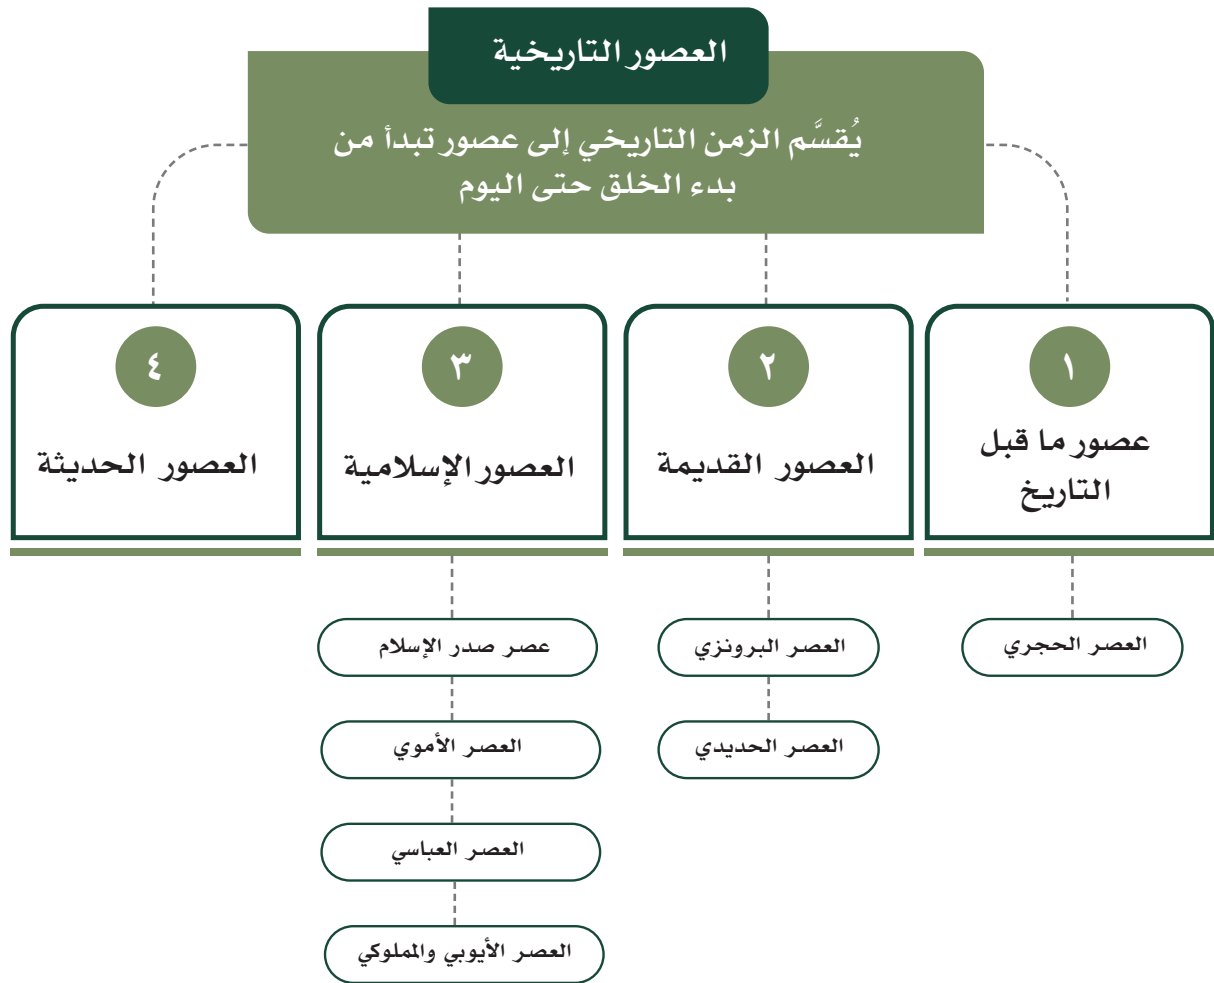 العصور التاريخية
يُقسَّم الزمن التاريخي إلى عصور تبدأ من
بدء الخلق حتى اليوم
١
عصور ما قبل
التاريخ
العصر الحجري
٢
العصور القديمة
العصر البرونزي
العصر الحديدي
٣
العصور الإسلامية
عصر صدر الإسلام
العصر الأموي
العصر العباسي
العصر الأيوبي والمملوكي
٤
العصور الحديثة